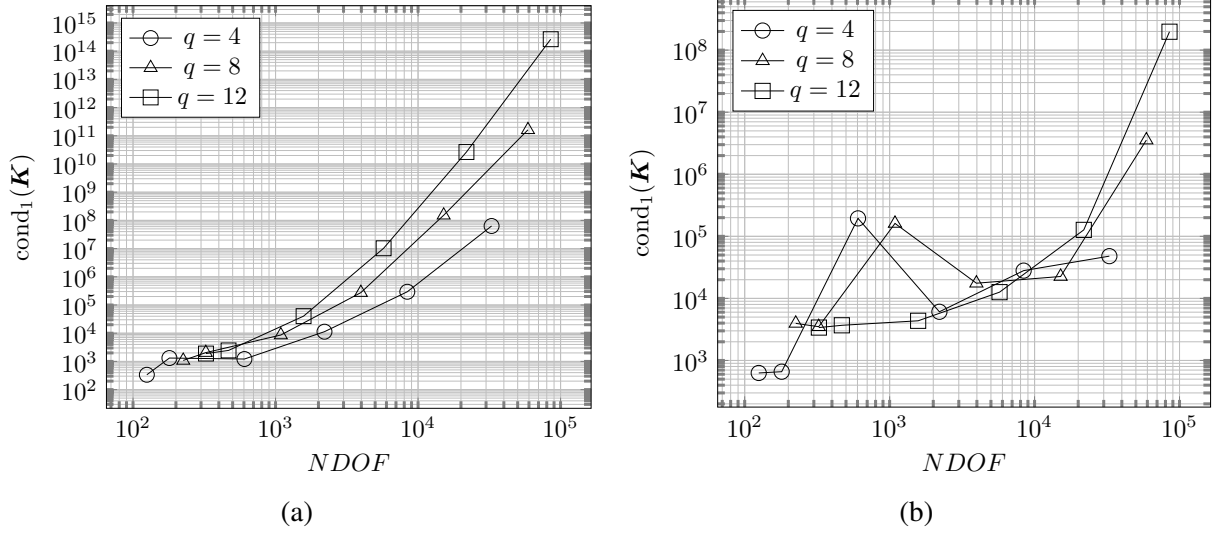 10^15
10^14
10^13
10^12
10^11
10^10
10^9
10^8
10^7
10^6
10^5
10^4
10^3
10^2
cond_1(K)
q = 4
q = 8
q = 12
10^2 10^3 10^4 10^5
NDOF
(a)
10^8
10^7
10^6
10^5
10^4
10^3
cond_1(K)
q = 4
q = 8
q = 12
10^2 10^3 10^4 10^5
NDOF
(b)